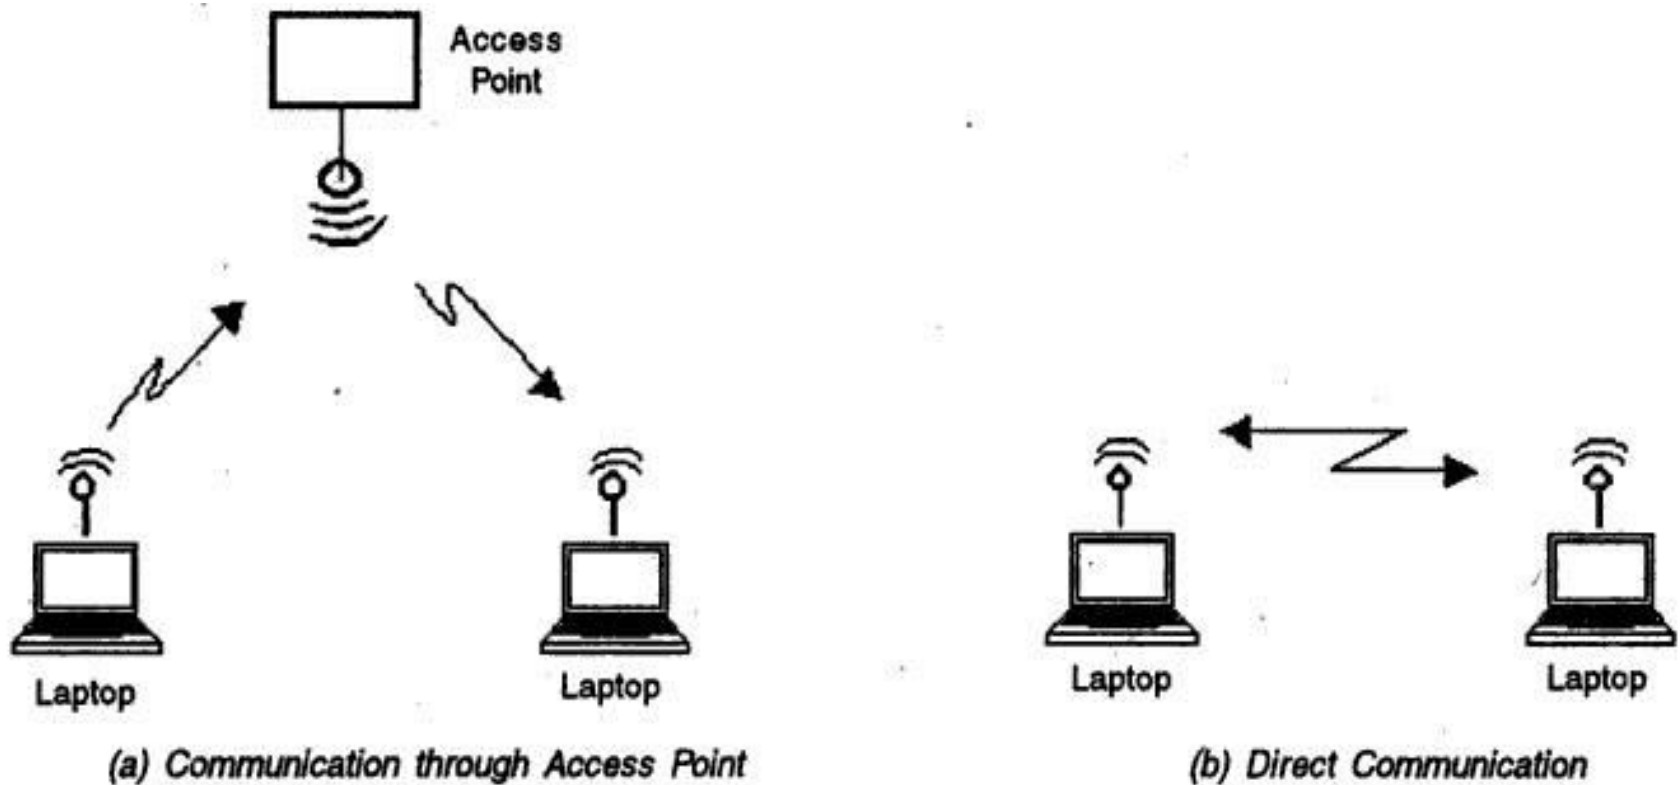 Access
Point
Laptop
Laptop
(a) Communication through Access Point
Laptop
Laptop
(b) Direct Communication